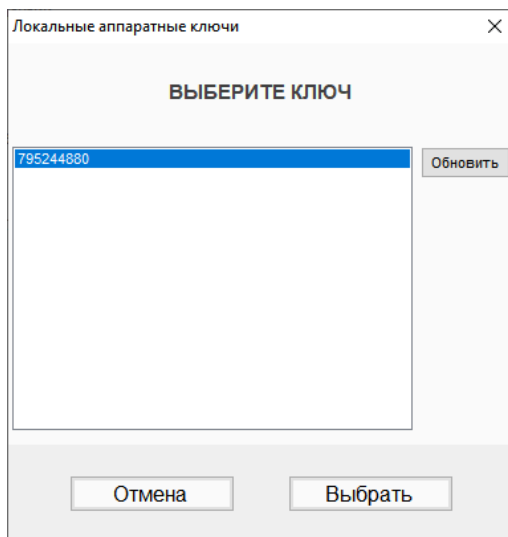 Локальные аппаратные ключи
ВЫБЕРИТЕ КЛЮЧ
795244880
Обновить
Отмена
Выбрать